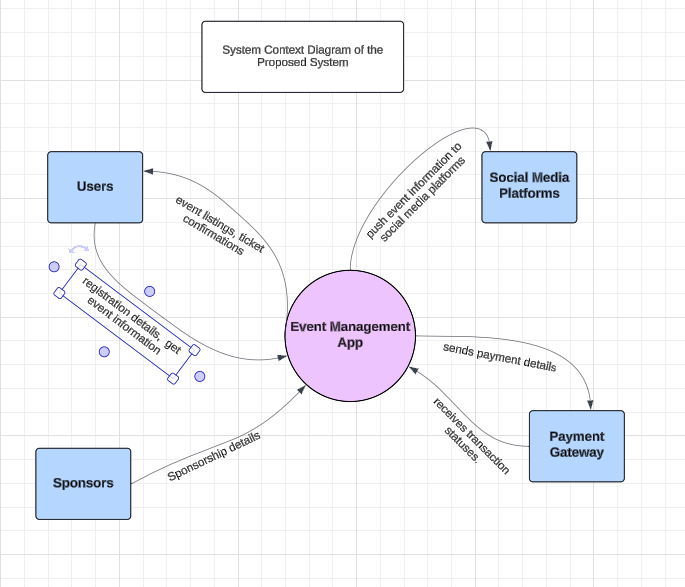 System Context Diagram of the
Proposed System
Users
Social Media
Platforms
push event information to
social media platforms
event listings, ticket
confirmations
registration details, get
event information
Event Management
App
sends payment details
receives transaction
statuses.
Payment
Gateway
Sponsorship details
Sponsors